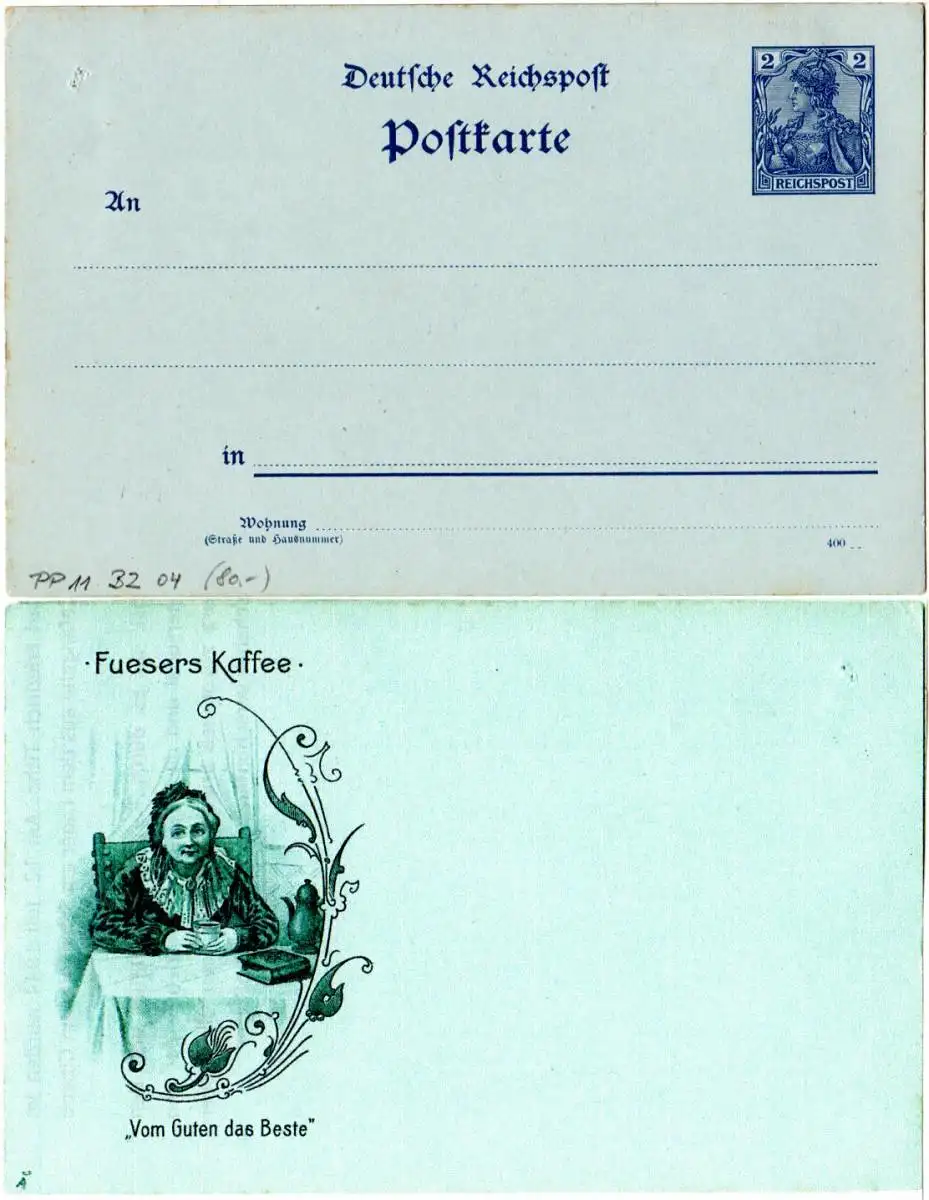 Deutsche Reichspost
Postkarte
2 2
REICHSPOST
An
in
Wohnung
(Straße und Hausnummer)
400
PP11 B2 04 (80.-)
· Fuesers Kaffee ·
„Vom Guten das Beste"